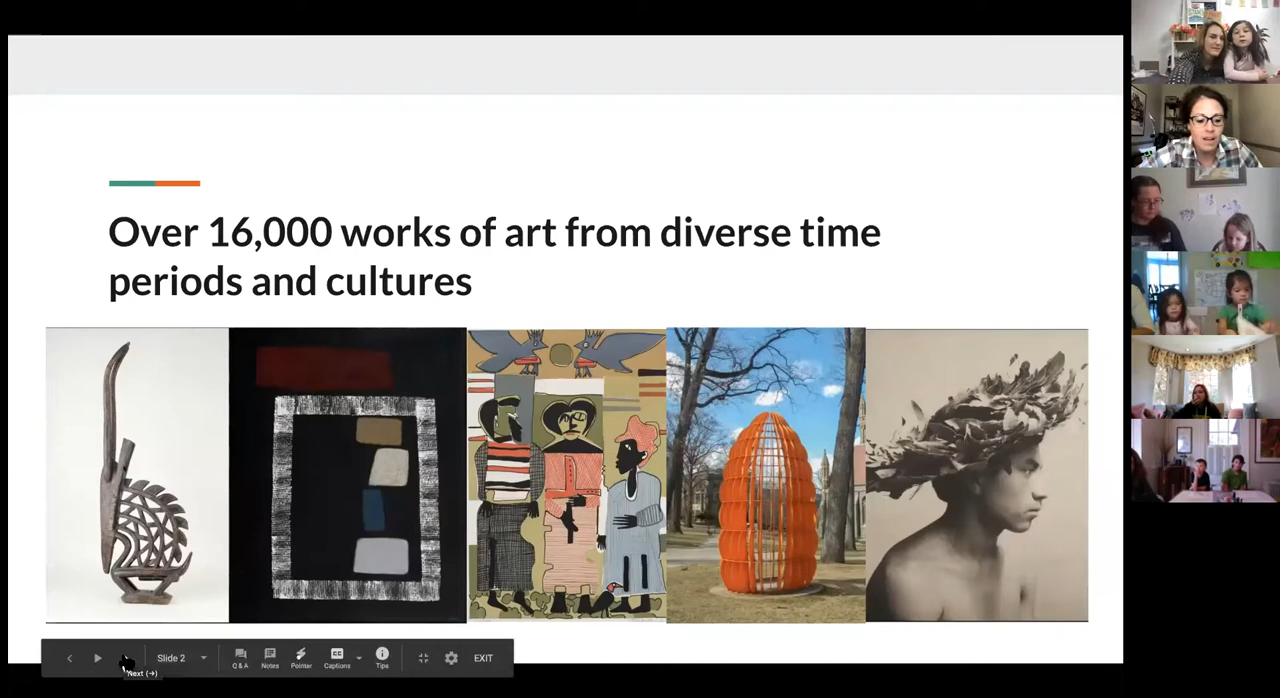 Over 16,000 works of art from diverse time
periods and cultures
Slide 2
Q & A
Notes
Pointer
Captions
Tips
EXIT
Next (→)